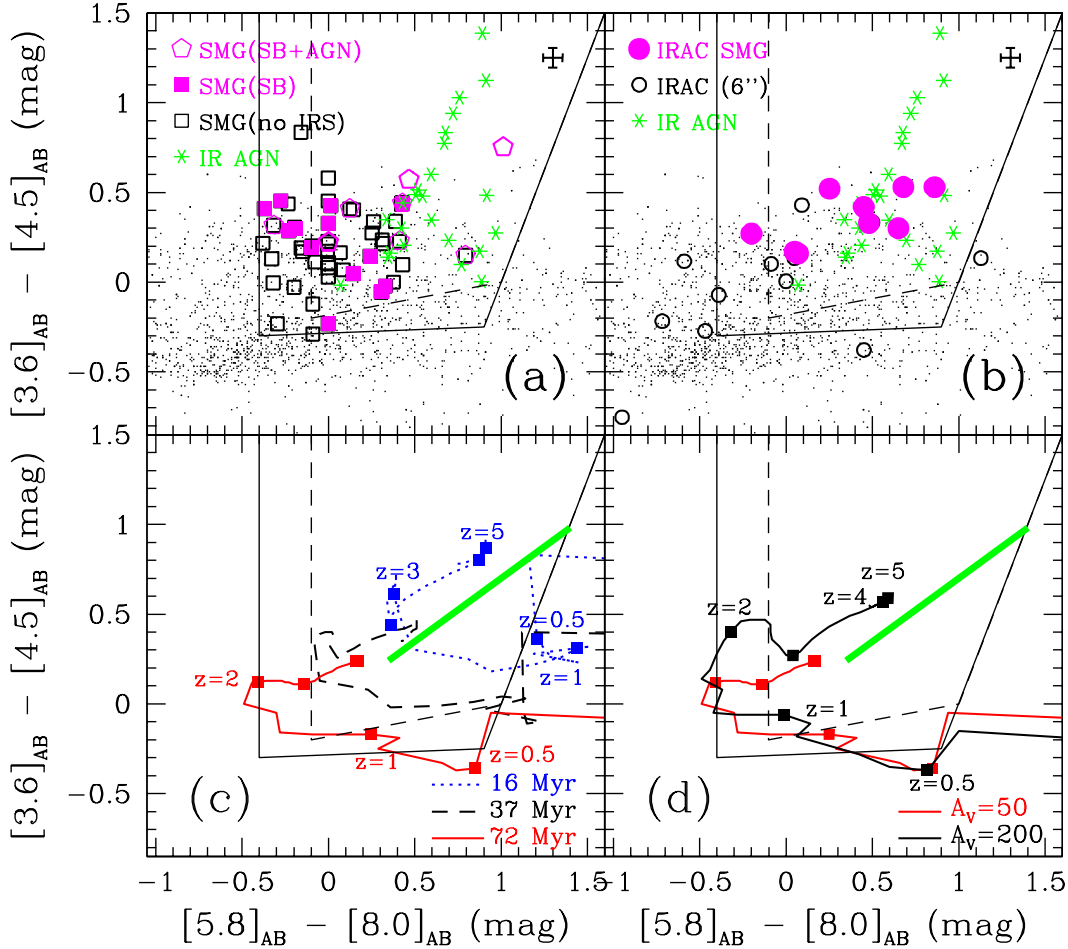 1.5
1
0.5
0
−0.5
[3.6]AB − [4.5]AB (mag)
SMG(SB+AGN)
SMG(SB)
SMG(no IRS)
IR AGN
(a)
IRAC SMG
IRAC (6'')
IR AGN
(b)
1.5
1
0.5
0
−0.5
[3.6]AB − [4.5]AB (mag)
z=5
z=3
z=0.5
z=1
z=2
z=1
z=0.5
16 Myr
37 Myr
72 Myr
(c)
z=5
z=4
z=2
z=1
z=0.5
AV=50
AV=200
(d)
−1 −0.5 0 0.5 1 1.5
−1 −0.5 0 0.5 1 1.5
[5.8]AB − [8.0]AB (mag)
[5.8]AB − [8.0]AB (mag)